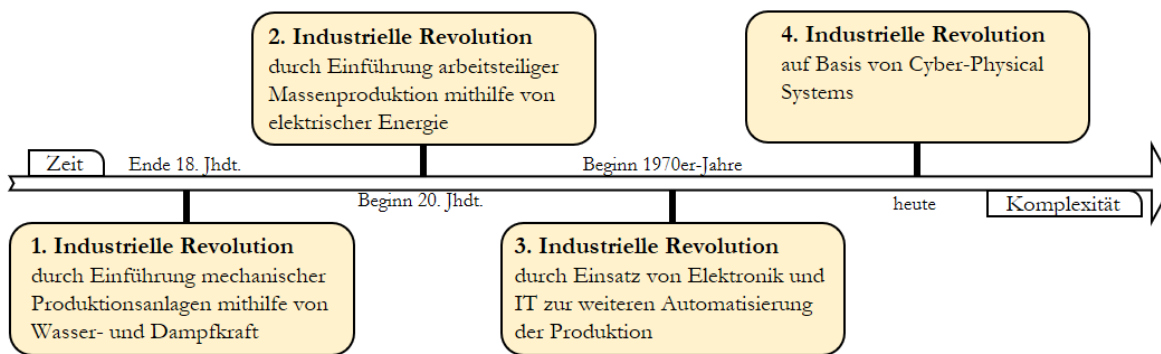 2. Industrielle Revolution
durch Einführung arbeitsteiliger
Massenproduktion mithilfe von
elektrischer Energie
4. Industrielle Revolution
auf Basis von Cyber-Physical
Systems
Zeit
Ende 18. Jhdt.
Beginn 1970er-Jahre
Beginn 20. Jhdt.
heute
Komplexität
1. Industrielle Revolution
durch Einführung mechanischer
Produktionsanlagen mithilfe von
Wasser- und Dampfkraft
3. Industrielle Revolution
durch Einsatz von Elektronik und
IT zur weiteren Automatisierung
der Produktion